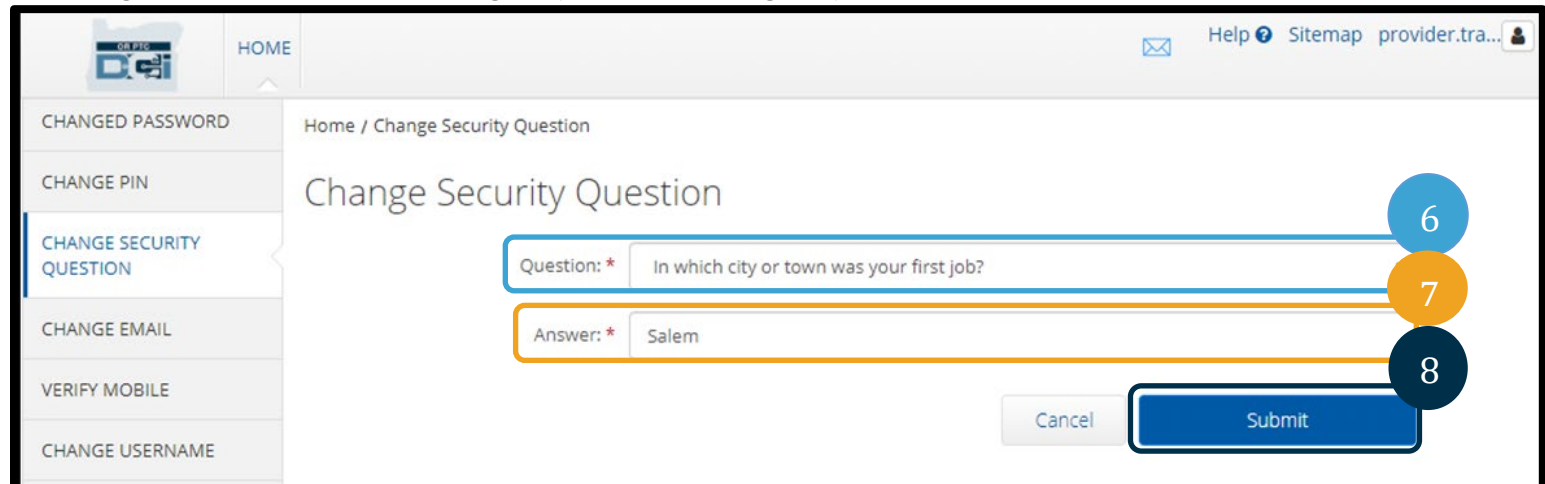 OR PTC
DCi
HOME
Help ? Sitemap provider.tra...
CHANGED PASSWORD
CHANGE PIN
CHANGE SECURITY
QUESTION
CHANGE EMAIL
VERIFY MOBILE
CHANGE USERNAME
Home / Change Security Question
Change Security Question
6
Question: * In which city or town was your first job?
7
Answer: * Salem
8
Cancel Submit